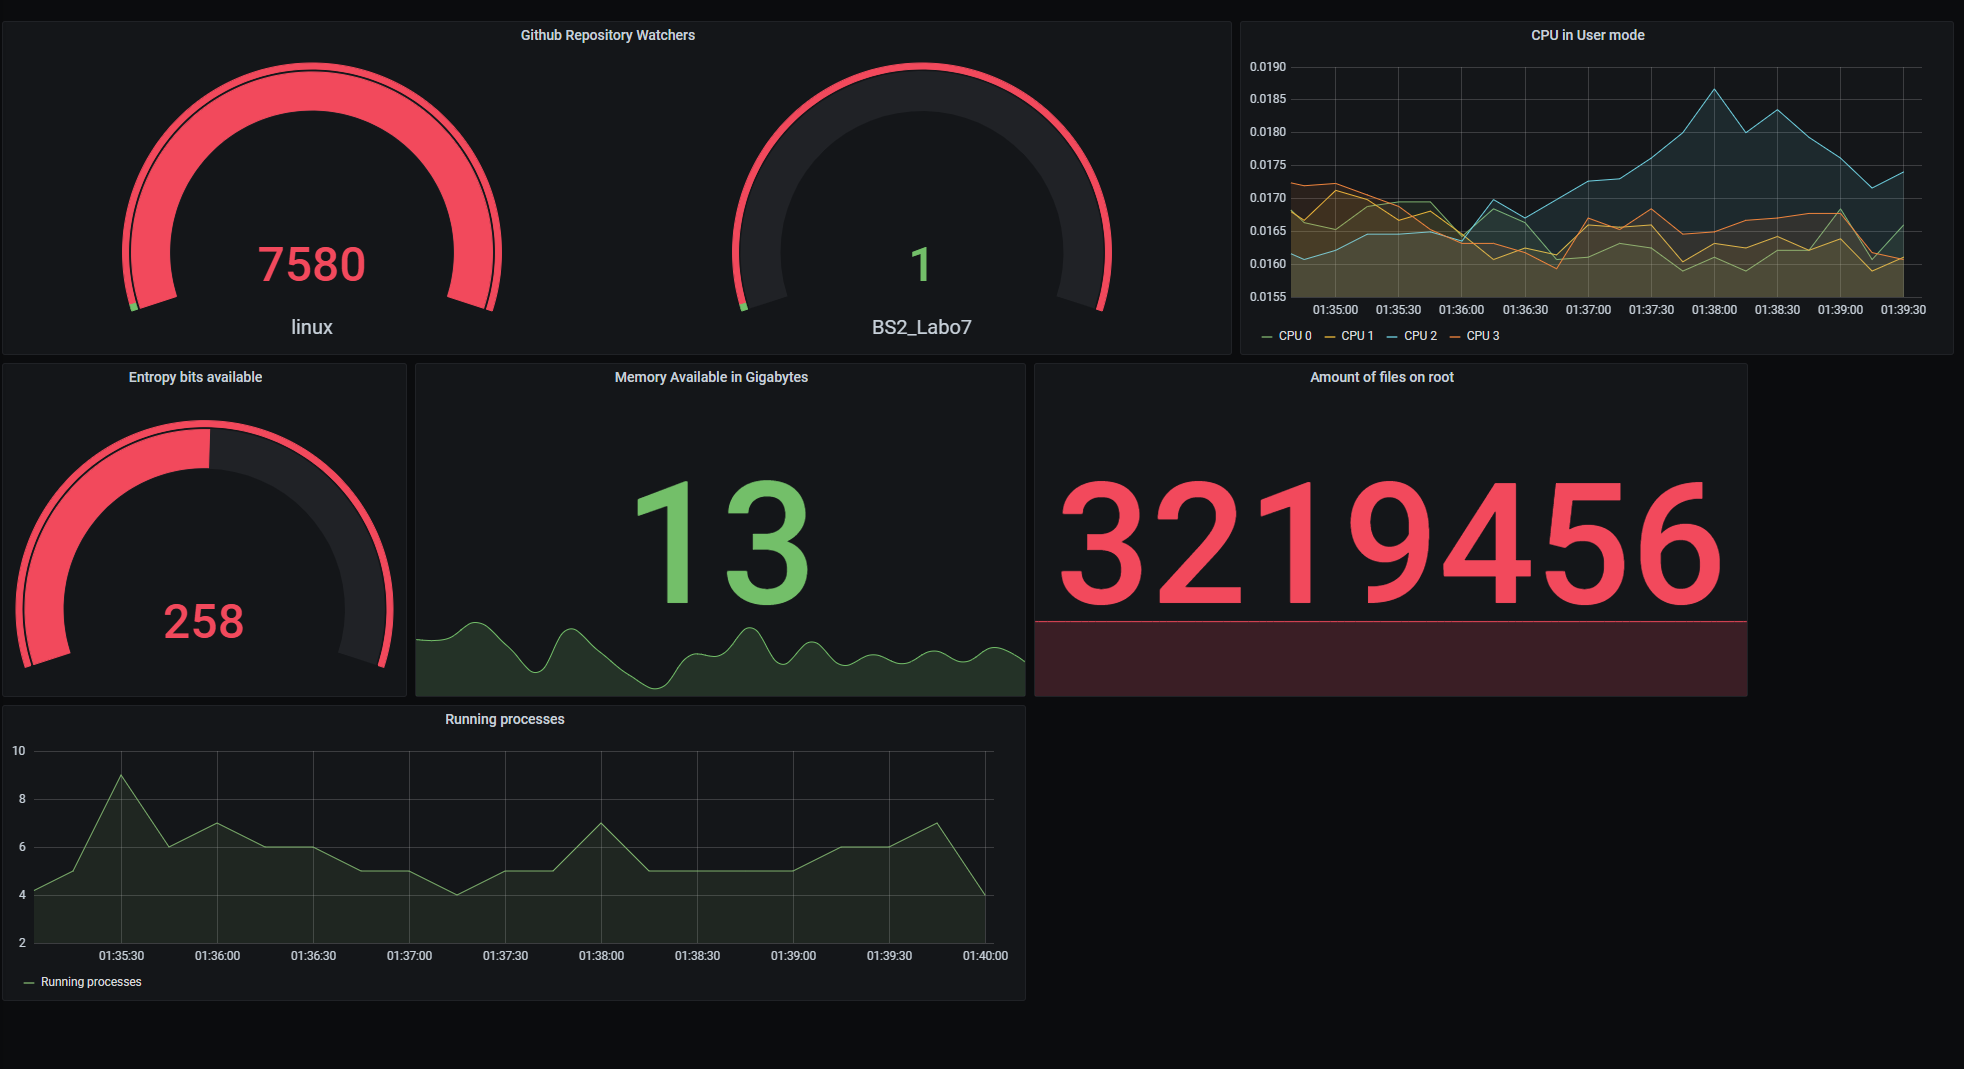 Github Repository Watchers
7580
linux
1
BS2_Labo7
CPU in User mode
0.0190
0.0185
0.0180
0.0175
0.0170
0.0165
0.0160
0.0155
01:35:00 01:35:30 01:36:00 01:36:30 01:37:00 01:37:30 01:38:00 01:38:30 01:39:00 01:39:30
CPU 0 CPU 1 CPU 2 CPU 3
Entropy bits available
258
Memory Available in Gigabytes
13
Amount of files on root
3219456
Running processes
10
8
6
4
2
01:35:30 01:36:00 01:36:30 01:37:00 01:37:30 01:38:00 01:38:30 01:39:00 01:39:30 01:40:00
Running processes